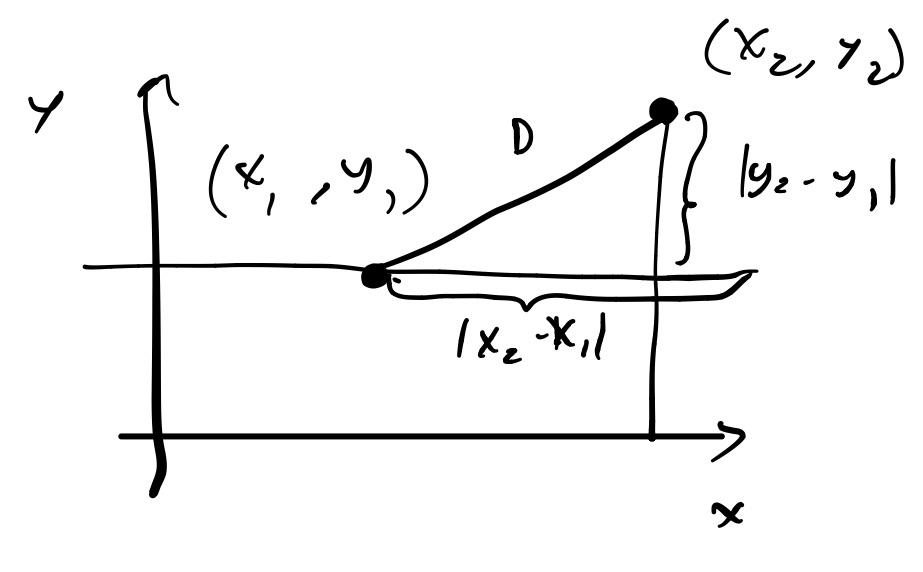 (x₂, y₂)
y
D
(x₁, y₁)
|y₂ - y₁|
|x₂ - x₁|
x